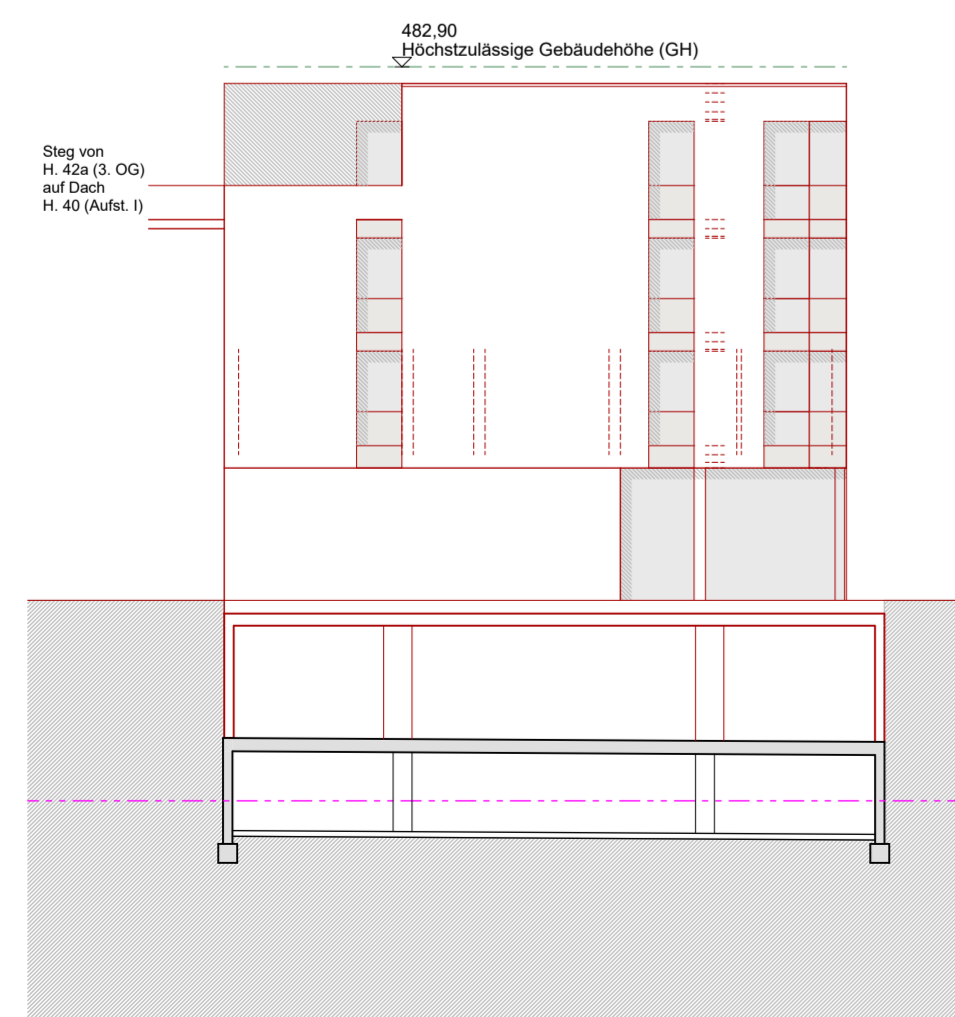 482,90
Höchstzulässige Gebäudehöhe (GH)
Steg von
H. 42a (3. OG)
auf Dach
H. 40 (Aufst. I)